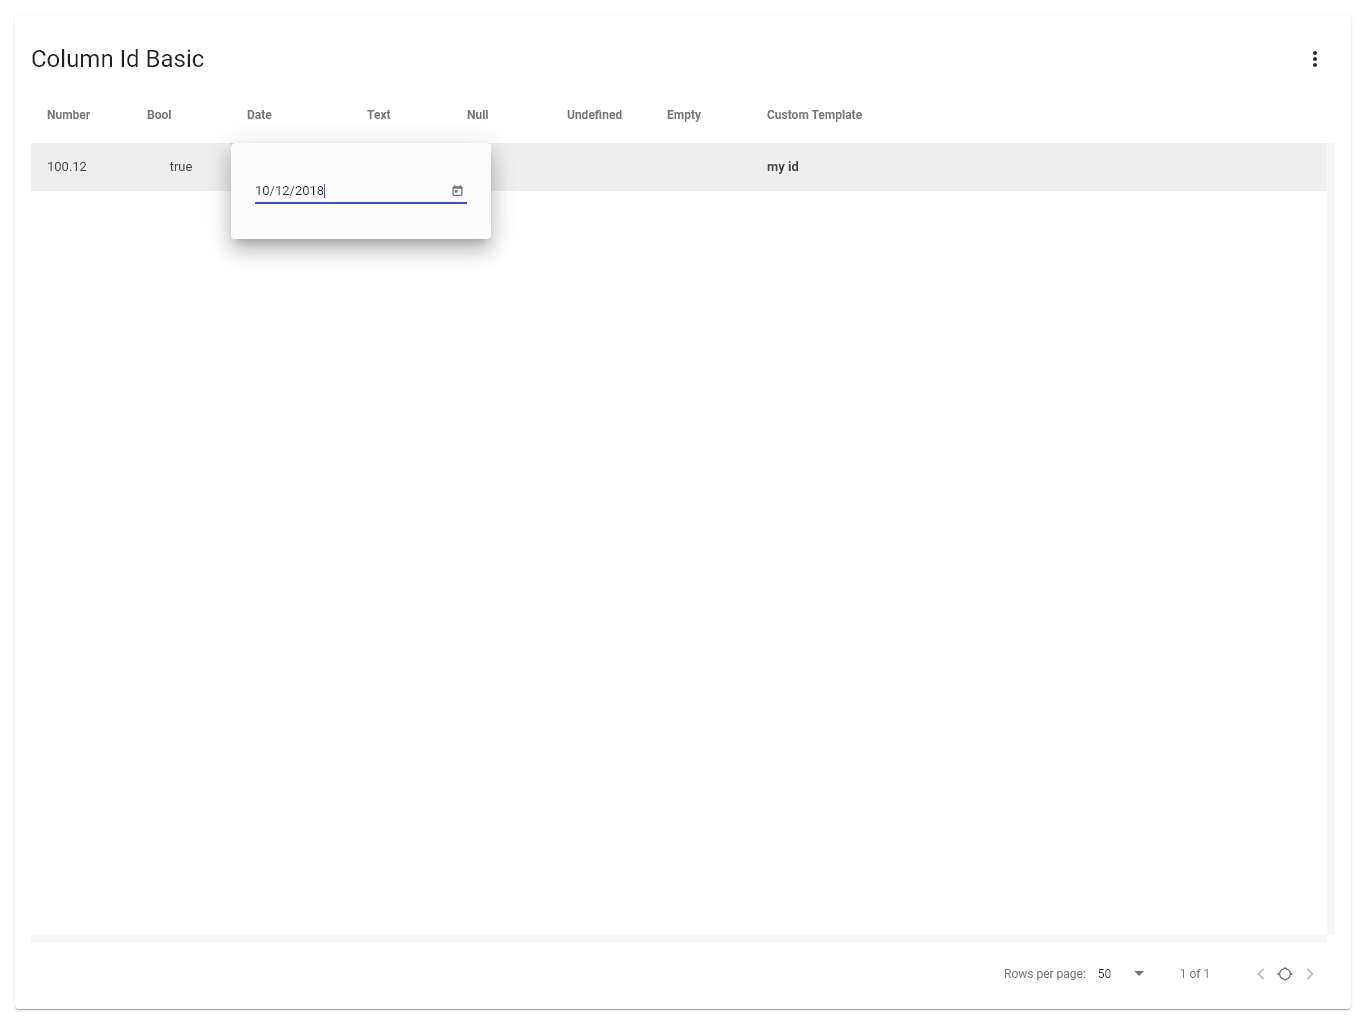 Column Id Basic
Number Bool Date Text Null Undefined Empty Custom Template
100.12 true my id
10/12/2018
Rows per page: 50 1 of 1